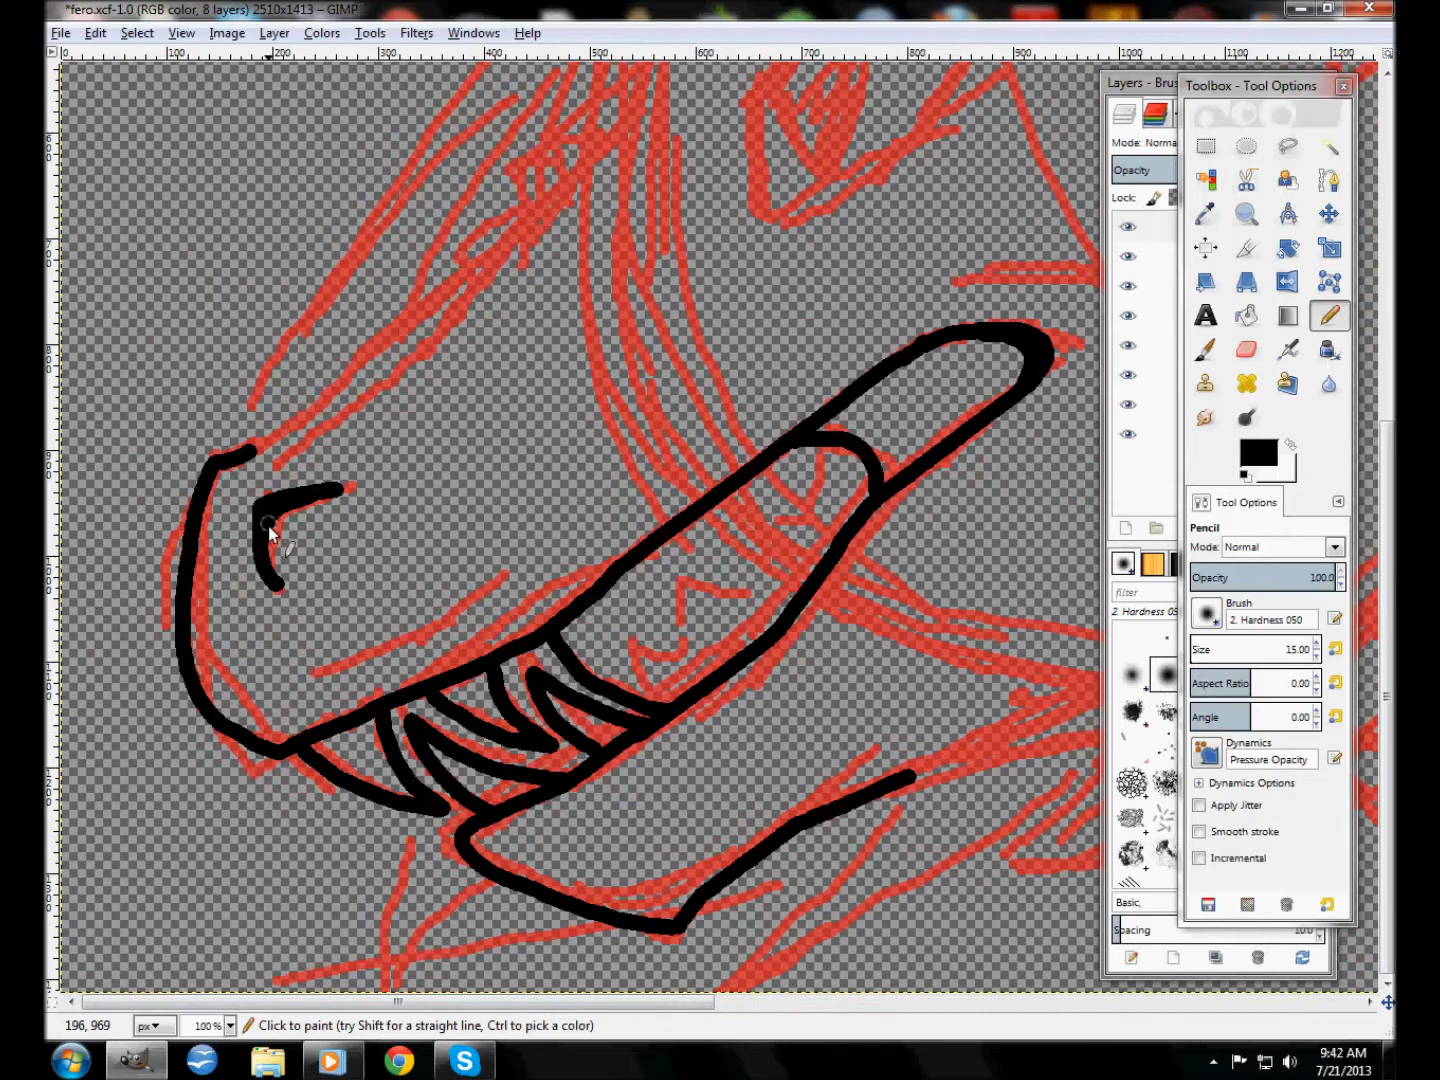 *fero.xcf-1.0 (RGB color, 8 layers) 2510x1413 – GIMP
File Edit Select View Image Layer Colors Tools Filters Windows Help
0 100 200 300 400 500 600 700 800 900 1000 1100 1200
Layers - Brus
Toolbox - Tool Options
Mode: Norma
Opacity
Lock:
Tool Options
Pencil
Mode: Normal
Opacity 100.0
filter
Brush
2. Hardness 050
2. Hardness 05
Size 15.00
Aspect Ratio 0.00
Angle 0.00
Dynamics
Pressure Opacity
Dynamics Options
Apply Jitter
Smooth stroke
Incremental
Basic,
Spacing 10.0
196, 969 px 100% Click to paint (try Shift for a straight line, Ctrl to pick a color)
9:42 AM
7/21/2013